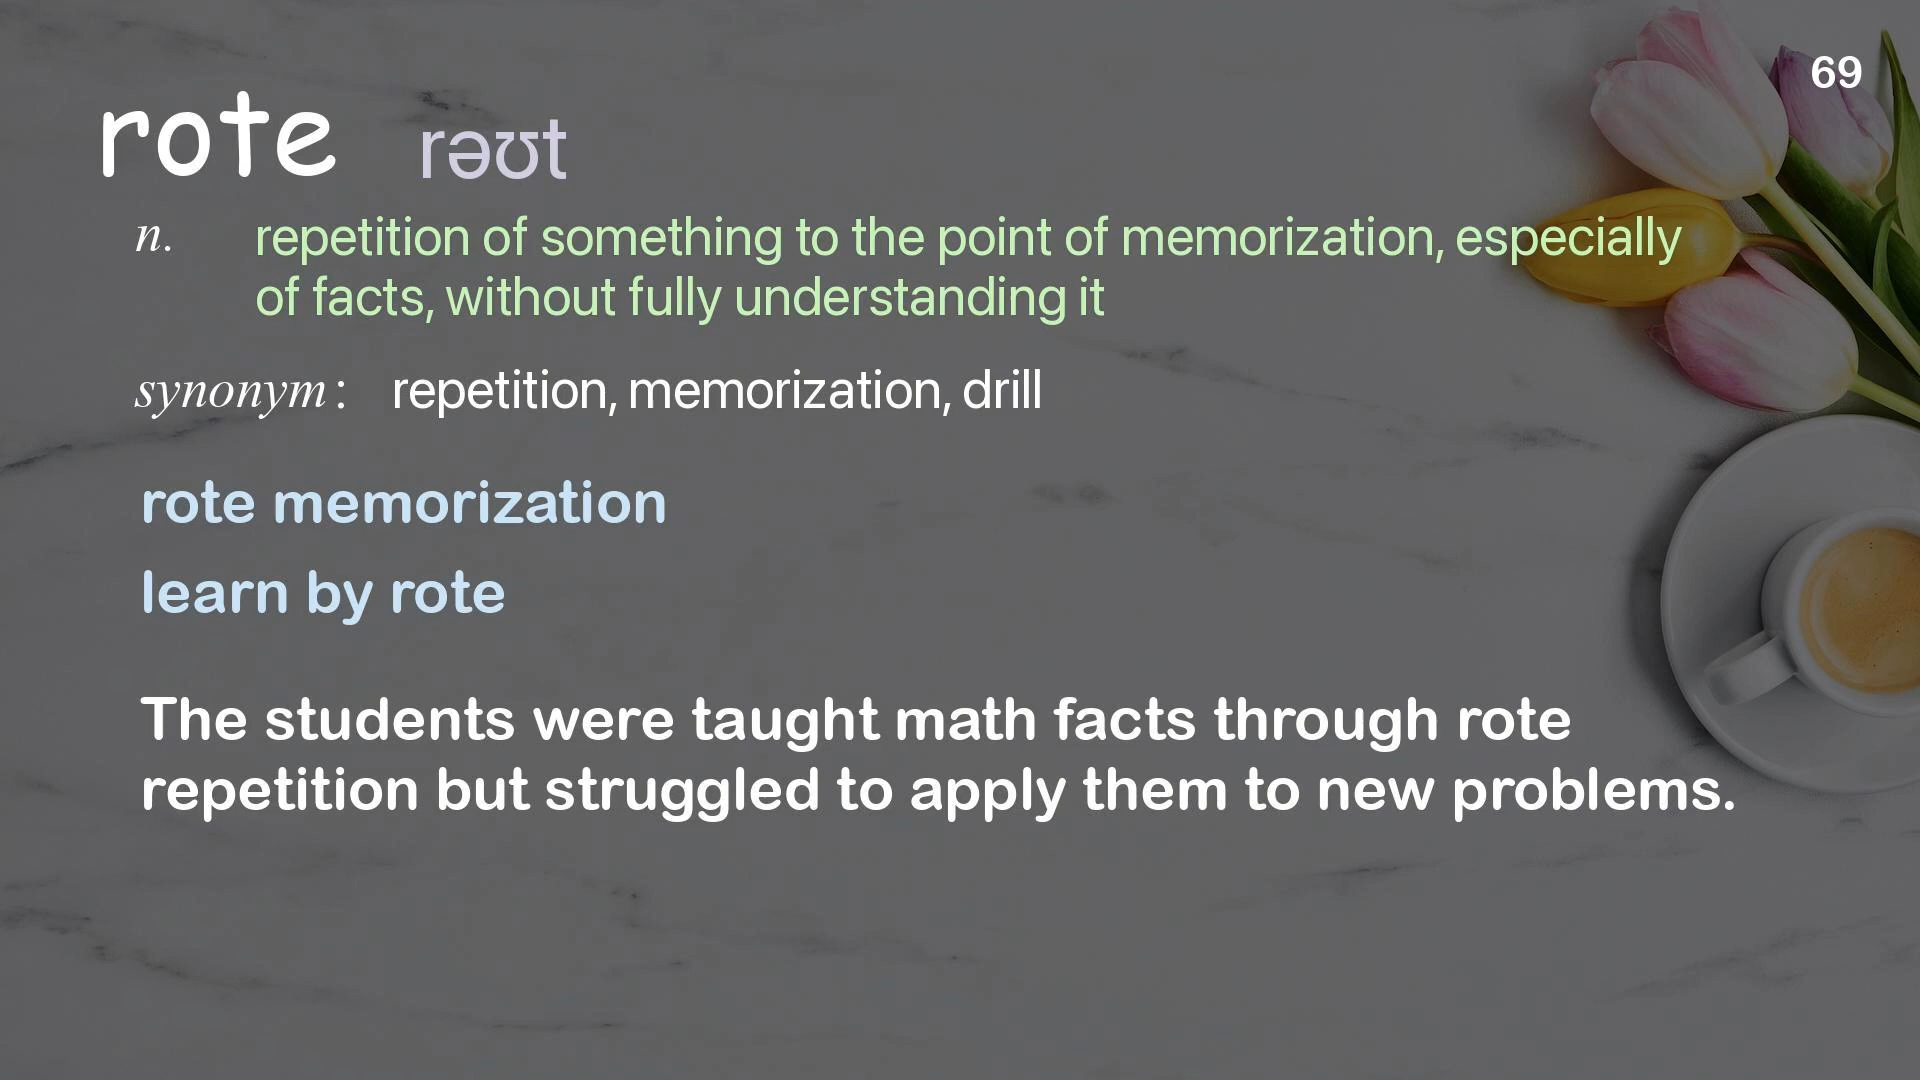 69
rote rəʊt
n. repetition of something to the point of memorization, especially
of facts, without fully understanding it
synonym: repetition, memorization, drill
rote memorization
learn by rote
The students were taught math facts through rote
repetition but struggled to apply them to new problems.